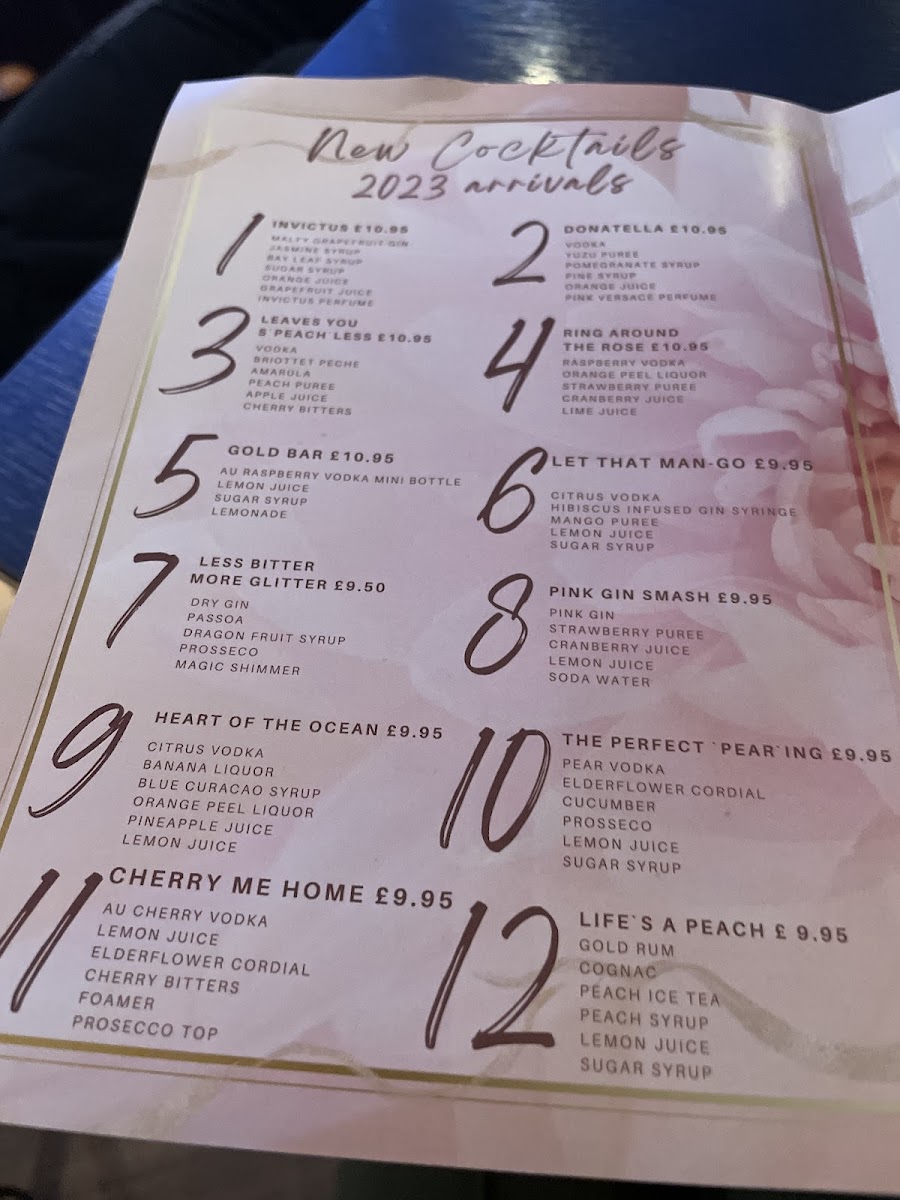 New Cocktails
2023 arrivals
1
INVICTUS £10.95
MALFY GRAPEFRUIT GIN
JASMINE SYRUP
BAY LEAF SYRUP
SUGAR SYRUP
ORANGE JUICE
GRAPEFRUIT JUICE
INVICTUS PERFUME
2
DONATELLA £10.95
VODKA
YUZU PUREE
POMEGRANATE SYRUP
PINE SYRUP
ORANGE JUICE
PINK VERSACE PERFUME
3
LEAVES YOU
S PEACH LESS £10.95
VODKA
BRIOTTET PECHE
AMARULA
PEACH PUREE
APPLE JUICE
CHERRY BITTERS
4
RING AROUND
THE ROSE £10.95
RASPBERRY VODKA
ORANGE PEEL LIQUOR
STRAWBERRY PUREE
CRANBERRY JUICE
LIME JUICE
5
GOLD BAR £10.95
AU RASPBERRY VODKA MINI BOTTLE
LEMON JUICE
SUGAR SYRUP
LEMONADE
6
LET THAT MAN-GO £9.95
CITRUS VODKA
HIBISCUS INFUSED GIN SYRINGE
MANGO PUREE
LEMON JUICE
SUGAR SYRUP
7
LESS BITTER
MORE GLITTER £9.50
DRY GIN
PASSOA
DRAGON FRUIT SYRUP
PROSSECO
MAGIC SHIMMER
8
PINK GIN SMASH £9.95
PINK GIN
STRAWBERRY PUREE
CRANBERRY JUICE
LEMON JUICE
SODA WATER
9
HEART OF THE OCEAN £9.95
CITRUS VODKA
BANANA LIQUOR
BLUE CURACAO SYRUP
ORANGE PEEL LIQUOR
PINEAPPLE JUICE
LEMON JUICE
10
THE PERFECT `PEAR`ING £9.95
PEAR VODKA
ELDERFLOWER CORDIAL
CUCUMBER
PROSSECO
LEMON JUICE
SUGAR SYRUP
11
CHERRY ME HOME £9.95
AU CHERRY VODKA
LEMON JUICE
ELDERFLOWER CORDIAL
CHERRY BITTERS
FOAMER
PROSECCO TOP
12
LIFE`S A PEACH £ 9.95
GOLD RUM
COGNAC
PEACH ICE TEA
PEACH SYRUP
LEMON JUICE
SUGAR SYRUP